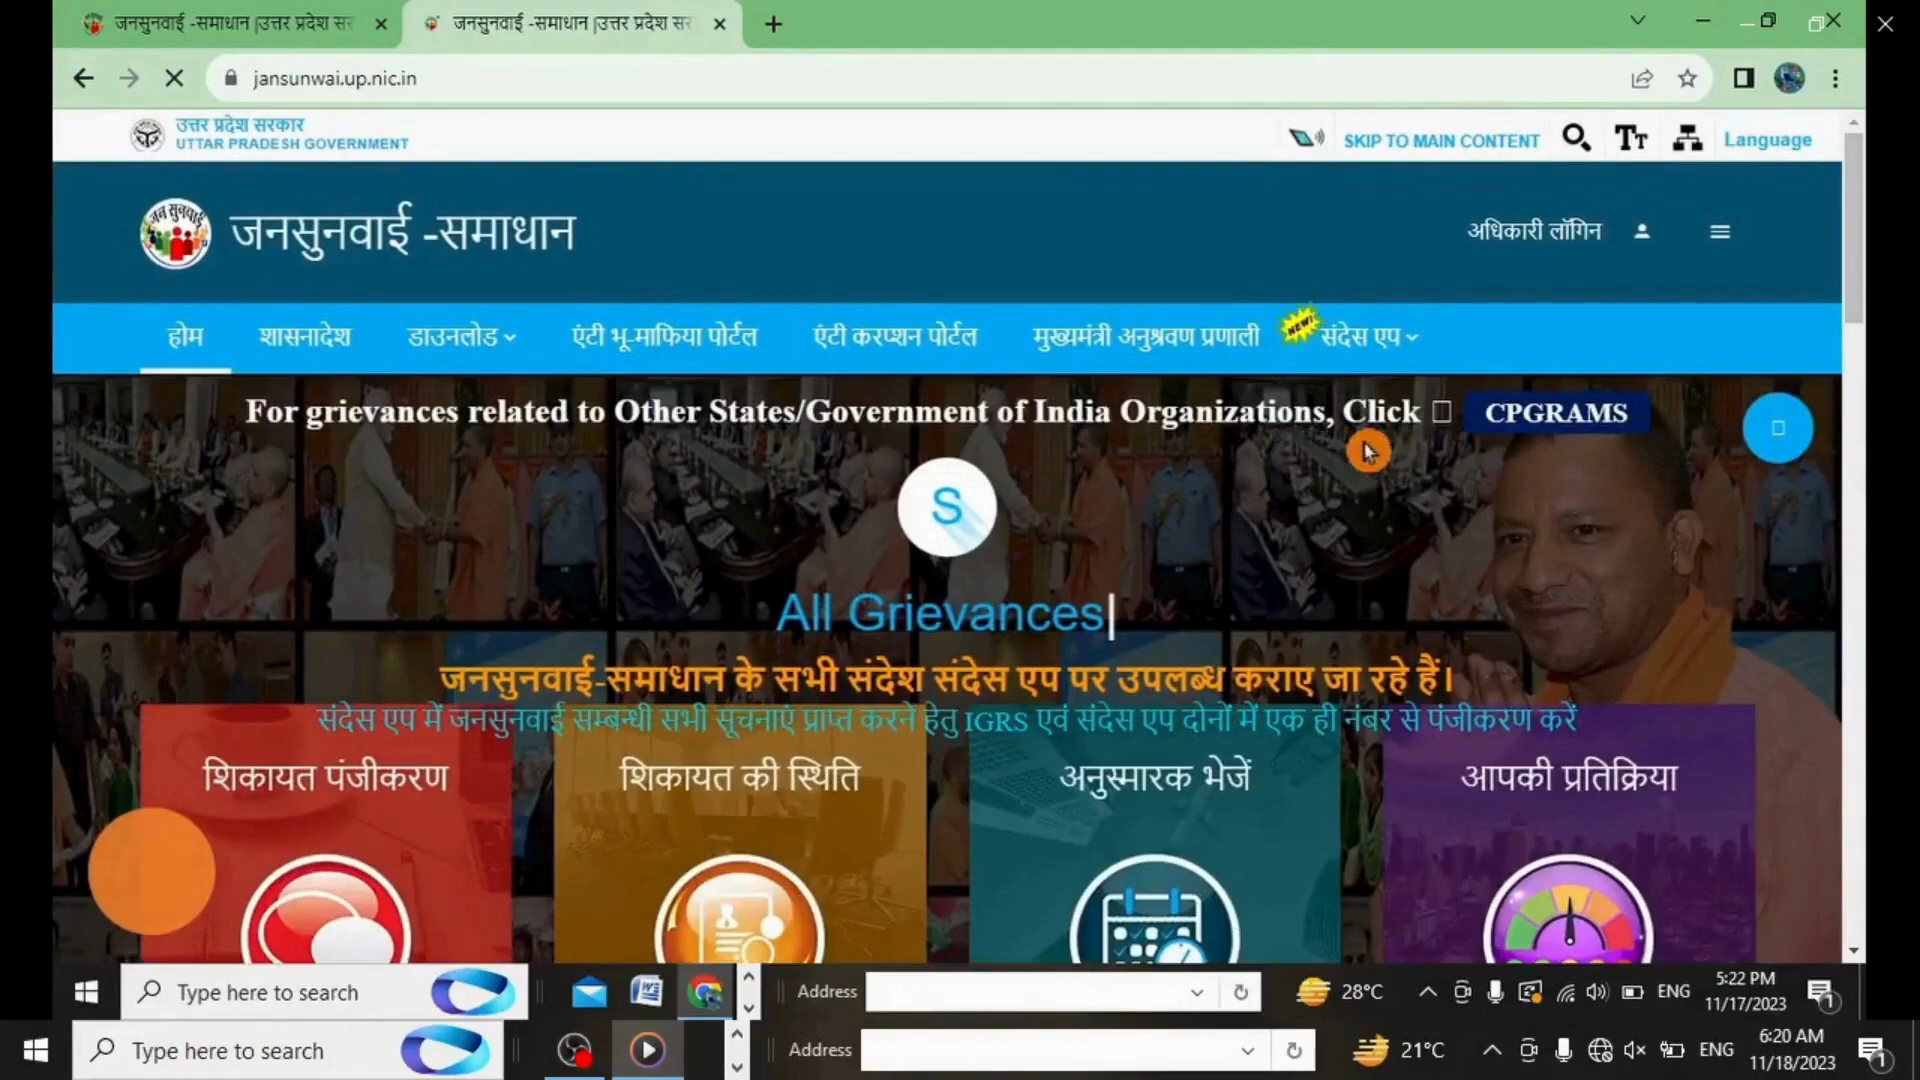 जनसुनवाई -समाधान |उत्तर प्रदेश सर
जनसुनवाई -समाधान |उत्तर प्रदेश सर
jansunwai.up.nic.in
उत्तर प्रदेश सरकार
UTTAR PRADESH GOVERNMENT
SKIP TO MAIN CONTENT
Language
जन सुनवाई
जनसुनवाई -समाधान
अधिकारी लॉगिन
होम
शासनादेश
डाउनलोड
एंटी भू-माफिया पोर्टल
एंटी करप्शन पोर्टल
मुख्यमंत्री अनुश्रवण प्रणाली
NEW!
संदेस एप
For grievances related to Other States/Government of India Organizations, Click
CPGRAMS
S
All Grievances|
जनसुनवाई-समाधान के सभी संदेश संदेस एप पर उपलब्ध कराए जा रहे हैं।
संदेस एप में जनसुनवाई सम्बन्धी सभी सूचनाएं प्राप्त करने हेतु IGRS एवं संदेस एप दोनों में एक ही नंबर से पंजीकरण करें
शिकायत पंजीकरण
शिकायत की स्थिति
अनुस्मारक भेजें
आपकी प्रतिक्रिया
Type here to search
Address
28°C
ENG
5:22 PM
11/17/2023
1
Type here to search
Address
21°C
ENG
6:20 AM
11/18/2023
1